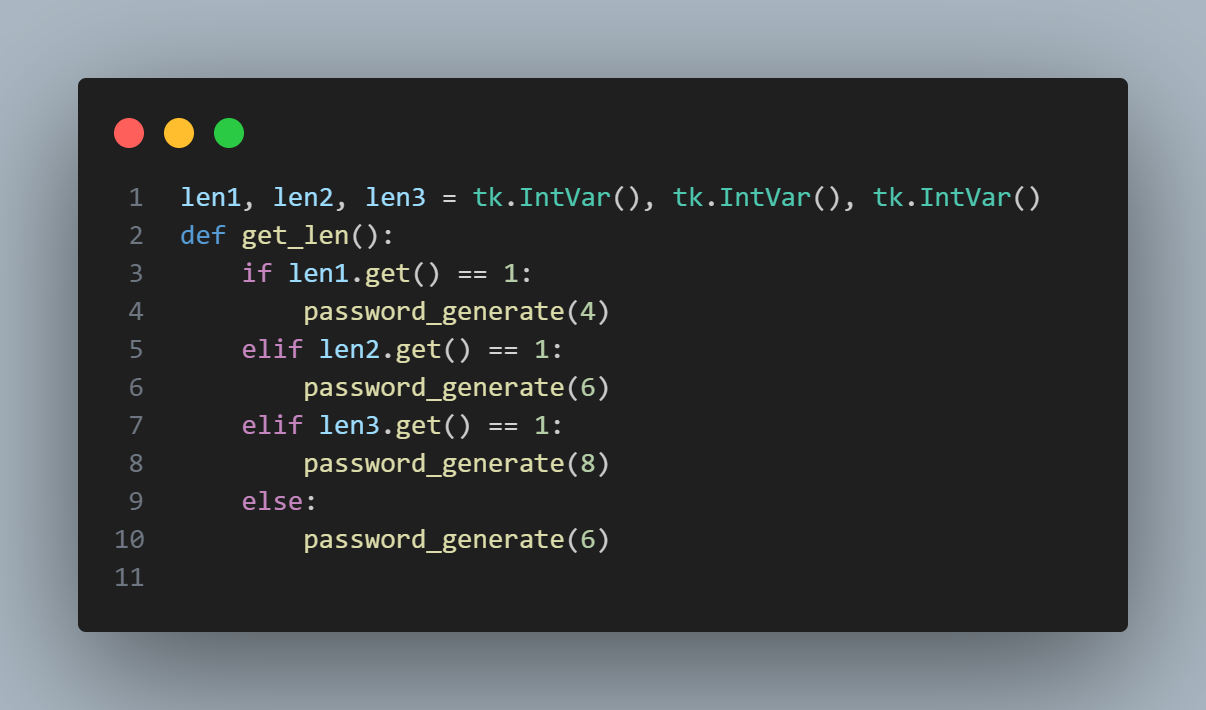 1 len1, len2, len3 = tk.IntVar(), tk.IntVar(), tk.IntVar()
2 def get_len():
3     if len1.get() == 1:
4         password_generate(4)
5     elif len2.get() == 1:
6         password_generate(6)
7     elif len3.get() == 1:
8         password_generate(8)
9     else:
10         password_generate(6)
11